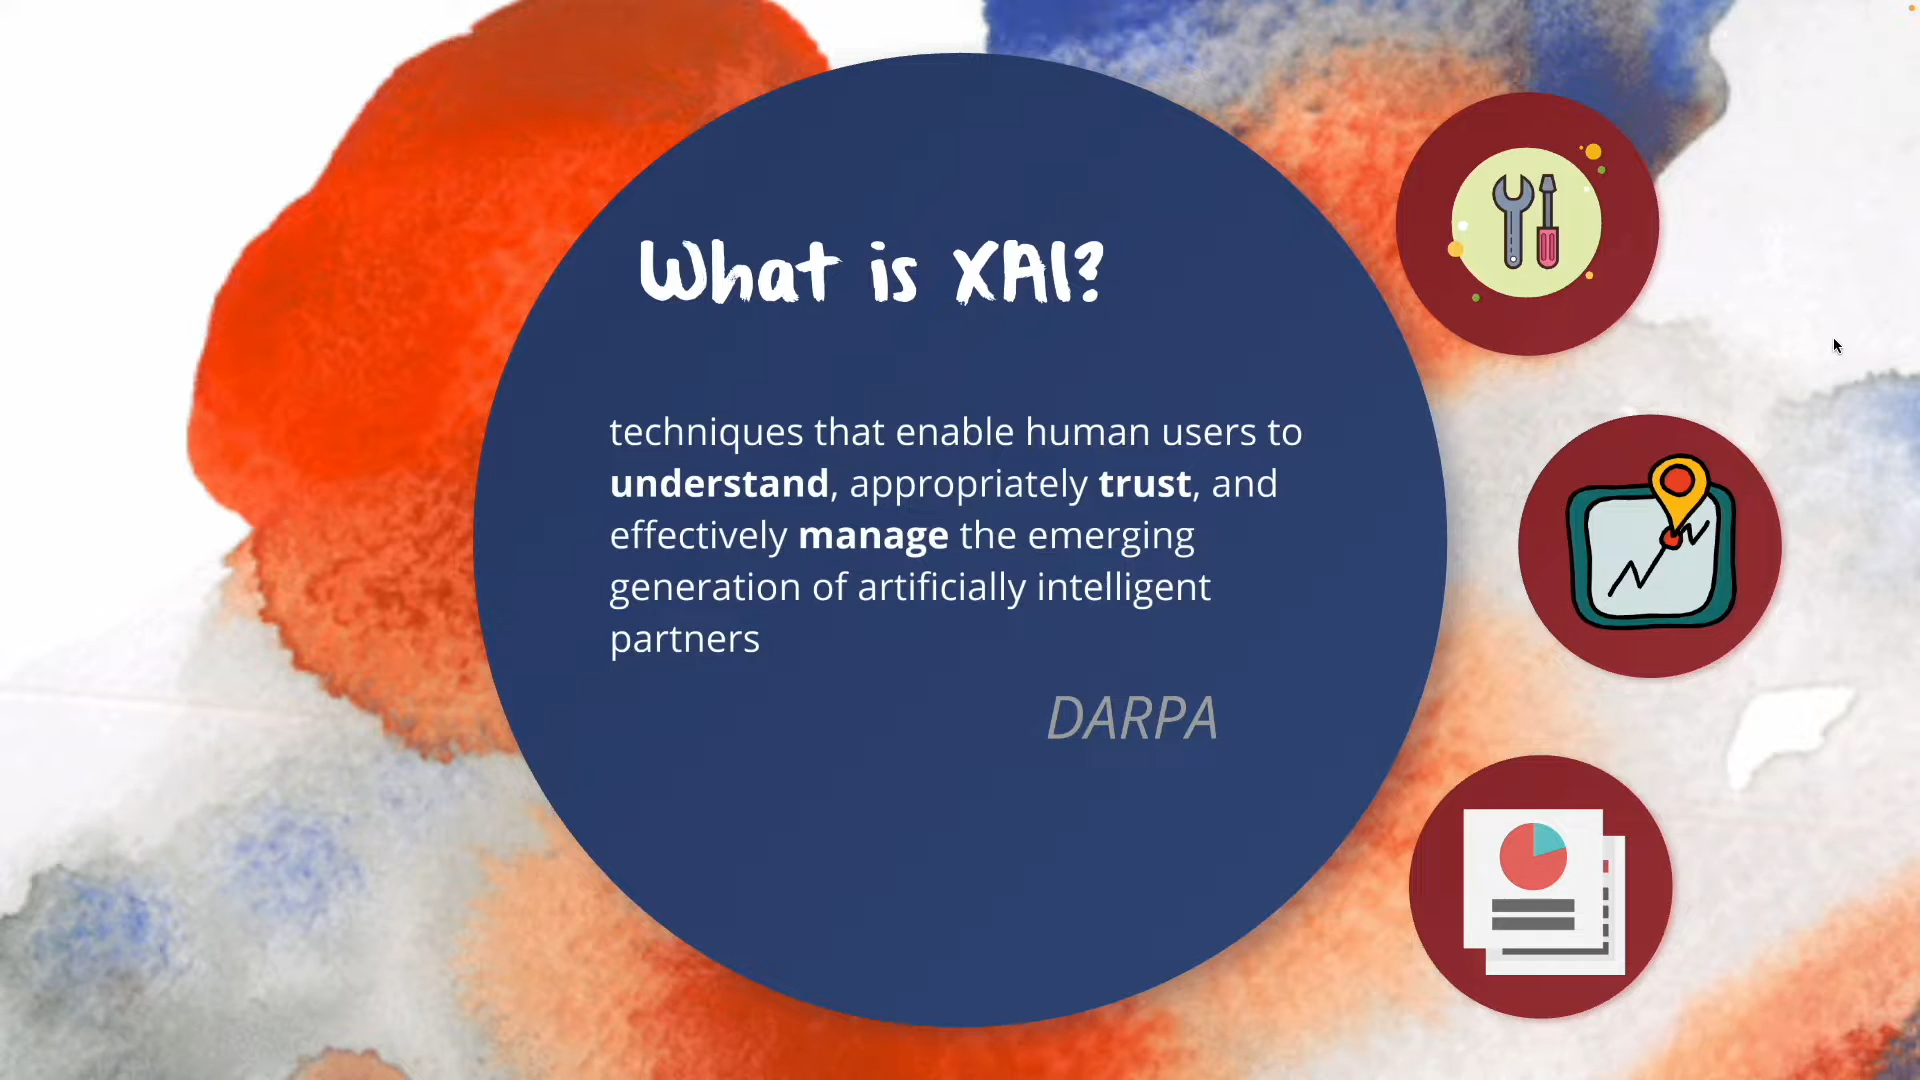 What is XAI?
techniques that enable human users to
understand, appropriately trust, and
effectively manage the emerging
generation of artificially intelligent
partners
DARPA